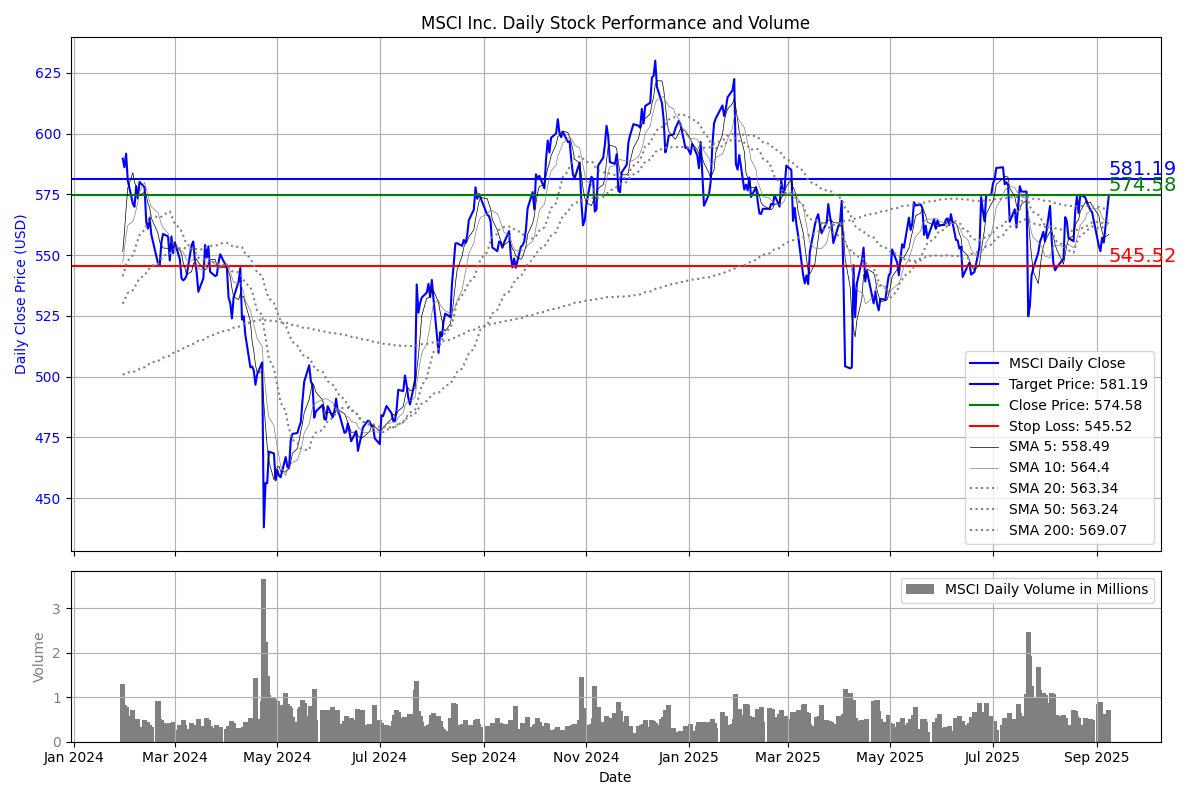 MSCI Inc. Daily Stock Performance and Volume
Daily Close Price (USD)
625
600
575
550
525
500
475
450
581.19
574.58
545.52
MSCI Daily Close
Target Price: 581.19
Close Price: 574.58
Stop Loss: 545.52
SMA 5: 558.49
SMA 10: 564.4
SMA 20: 563.34
SMA 50: 563.24
SMA 200: 569.07
Volume
3
2
1
0
MSCI Daily Volume in Millions
Jan 2024 Mar 2024 May 2024 Jul 2024 Sep 2024 Nov 2024 Jan 2025 Mar 2025 May 2025 Jul 2025 Sep 2025
Date